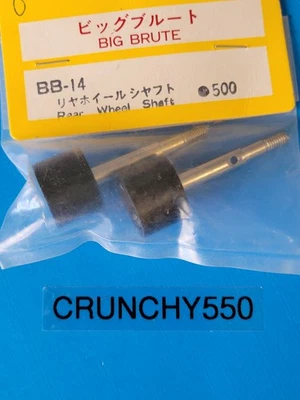 ビッグブルート
BIG BRUTE
BB-14
リヤホイールシャフト
Rear Wheel Shaft
●500
CRUNCHY550